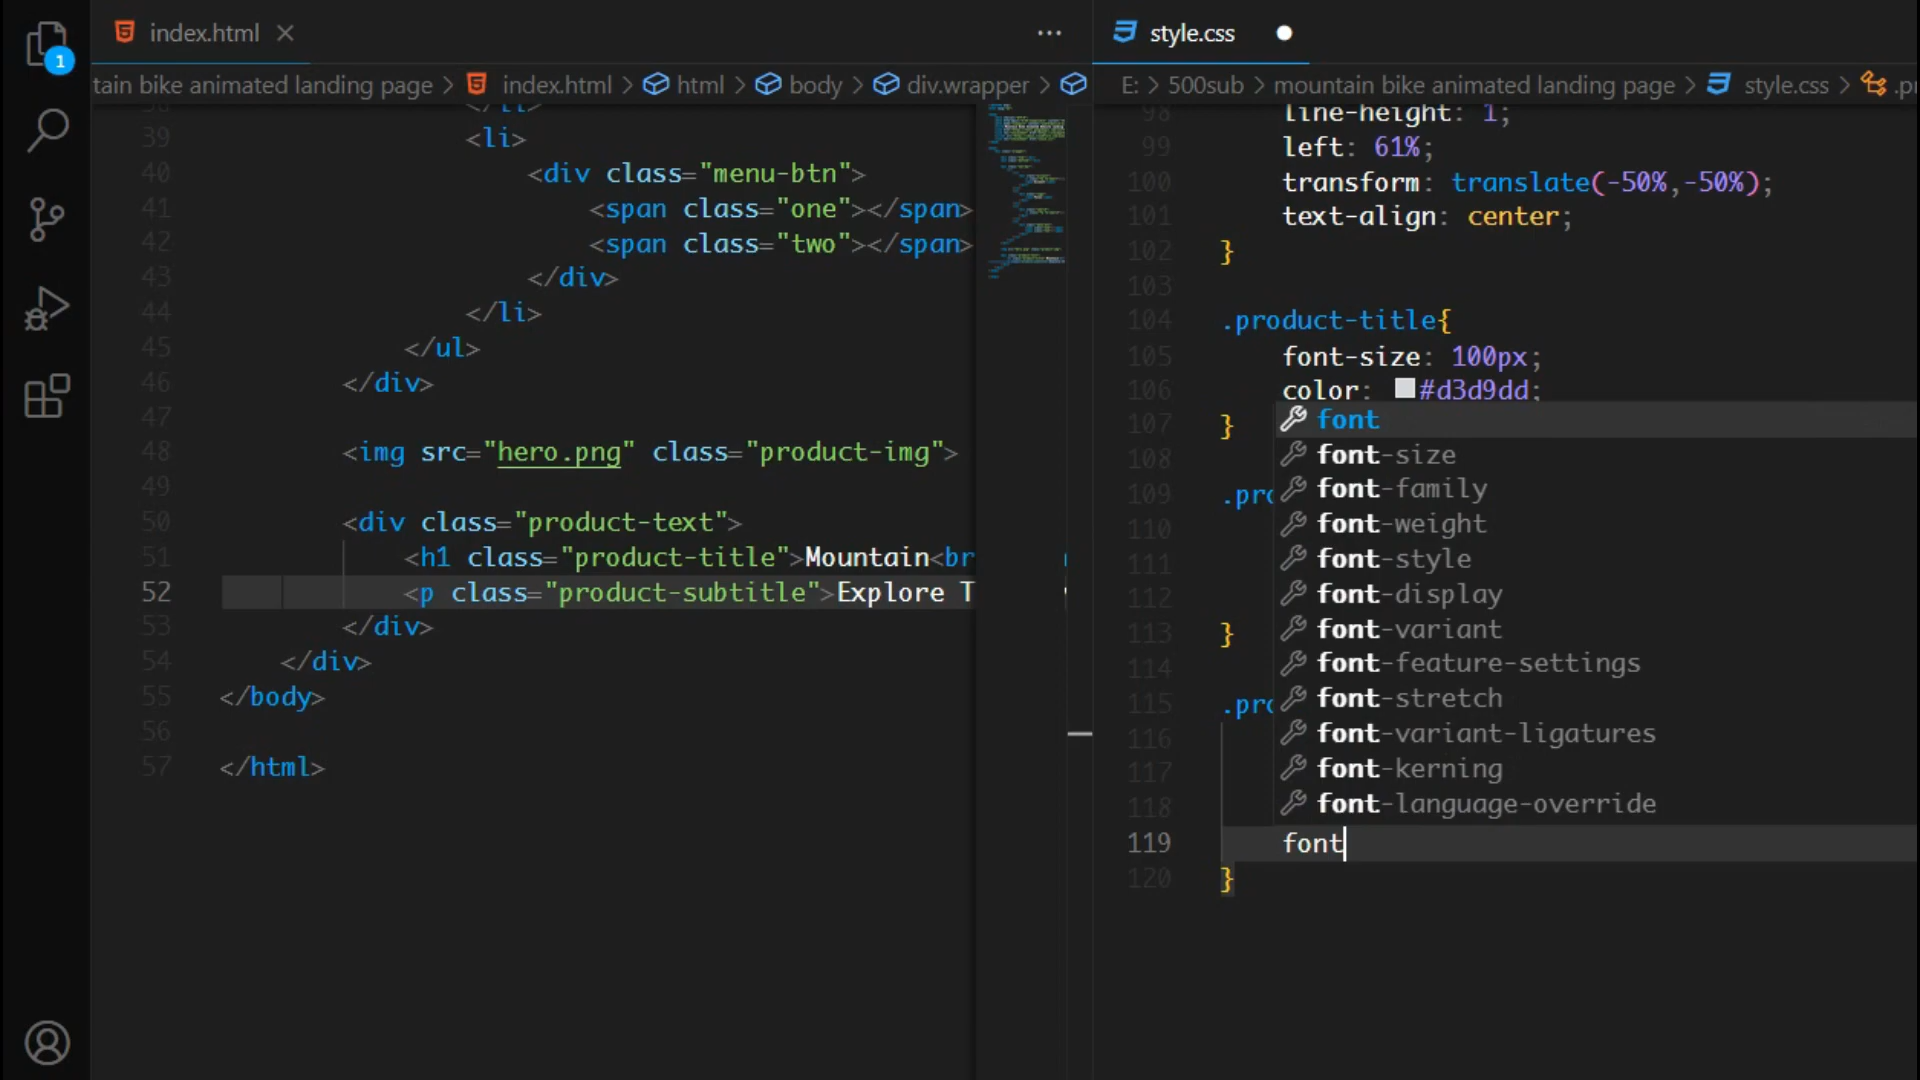 index.html
style.css
1
tain bike animated landing page > index.html > html > body > div.wrapper >
39 <li>
40 <div class="menu-btn">
41 <span class="one"></span>
42 <span class="two"></span>
43 </div>
44 </li>
45 </ul>
46 </div>
47
48 <img src="hero.png" class="product-img">
49
50 <div class="product-text">
51 <h1 class="product-title">Mountain<br
52 <p class="product-subtitle">Explore T
53 </div>
54 </div>
55 </body>
56
57 </html>
E: > 500sub > mountain bike animated landing page > style.css > .pr
98 line-height: 1;
99 left: 61%;
100 transform: translate(-50%,-50%);
101 text-align: center;
102 }
103
104 .product-title{
105 font-size: 100px;
106 color: #d3d9dd;
107 }
108
109 .pro
110
111
112
113 }
114
115 .pro
116
117
118
119 font
120 }
font
font-size
font-family
font-weight
font-style
font-display
font-variant
font-feature-settings
font-stretch
font-variant-ligatures
font-kerning
font-language-override